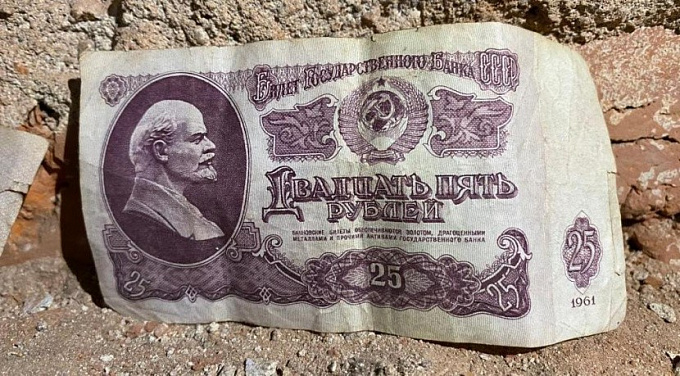 Билет Государственного Банка СССР
Двадцать пять
рублей
БАНКОВСКИЕ БИЛЕТЫ ОБЕСПЕЧИВАЮТСЯ ЗОЛОТОМ, ДРАГОЦЕННЫМИ
МЕТАЛЛАМИ И ПРОЧИМИ АКТИВАМИ ГОСУДАРСТВЕННОГО БАНКА
25
25
25
25
1961